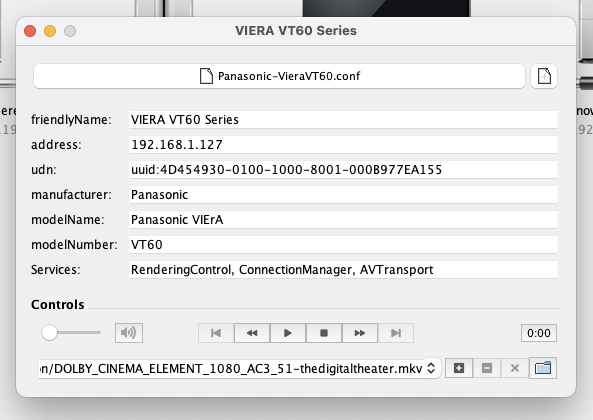 VIERA VT60 Series
Panasonic-VieraVT60.conf
friendlyName: VIERA VT60 Series
address: 192.168.1.127
udn: uuid:4D454930-0100-1000-8001-000B977EA155
manufacturer: Panasonic
modelName: Panasonic VIErA
modelNumber: VT60
Services: RenderingControl, ConnectionManager, AVTransport
Controls
0:00
n/DOLBY_CINEMA_ELEMENT_1080_AC3_51-thedigitaltheater.mkv